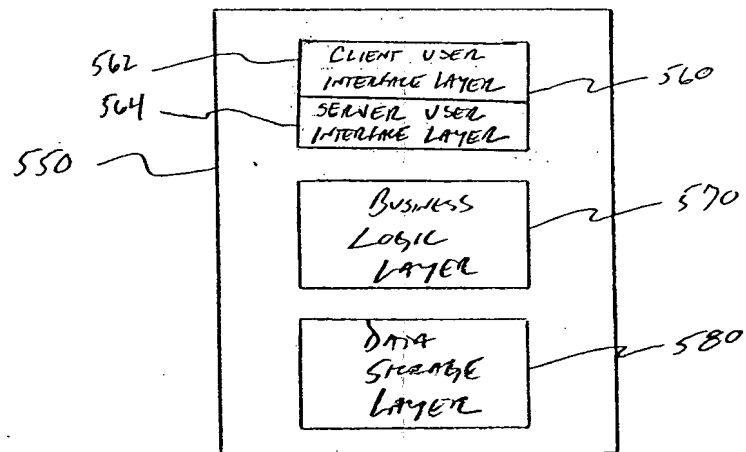 562
CLIENT USER
INTERFACE LAYER
560
564
SERVER USER
INTERFACE LAYER
550
BUSINESS
LOGIC
LAYER
570
DATA
STORAGE
LAYER
580